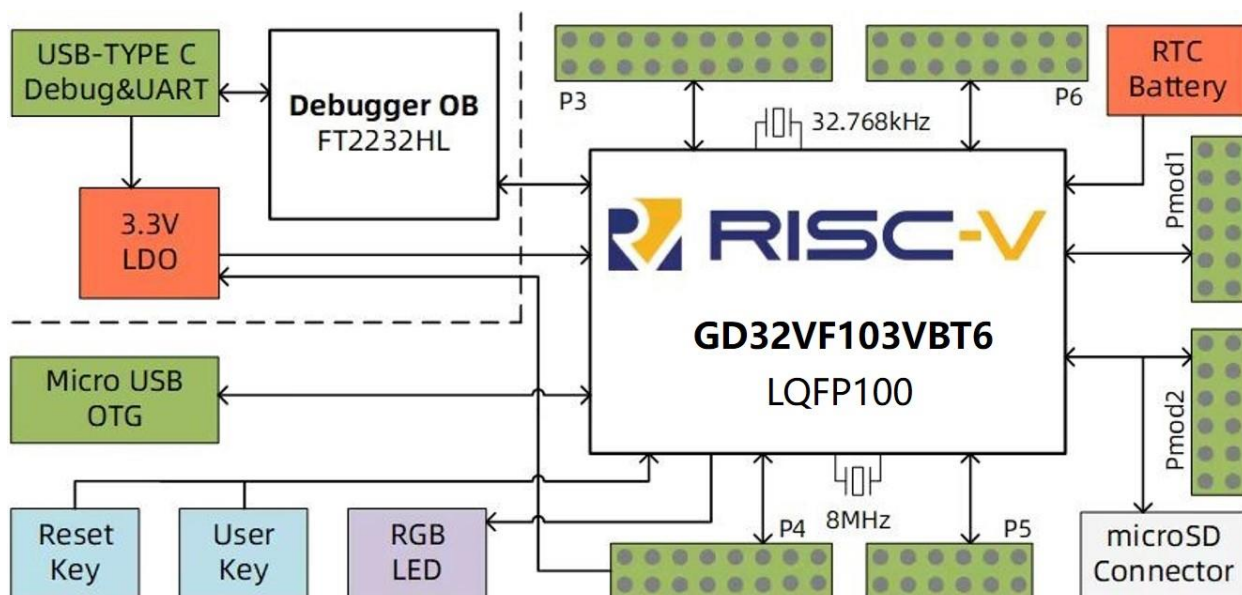 USB-TYPE C
Debug&UART
Debugger OB
FT2232HL
P3
32.768kHz
P6
RTC
Battery
Pmod1
3.3V
LDO
RISC-V
GD32VF103VBT6
LQFP100
Micro USB
OTG
Pmod2
Reset
Key
User
Key
RGB
LED
P4
8MHz
P5
microSD
Connector